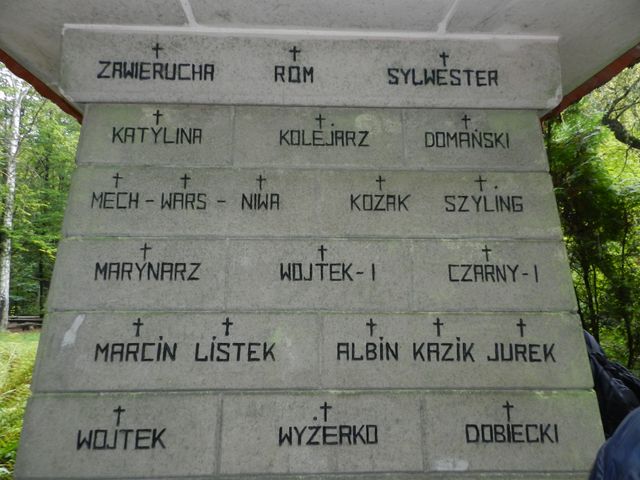 ZAWIERUCHA ROM SYLWESTER
KATYLINA KOLEJARZ DOMAŃSKI
MECH - WARS - NIWA KOZAK SZYLING
MARYNARZ WOJTEK - I CZARNY - I
MARCIN LISTEK ALBIN KAZIK JUREK
WOJTEK WYŻERKO DOBIECKI